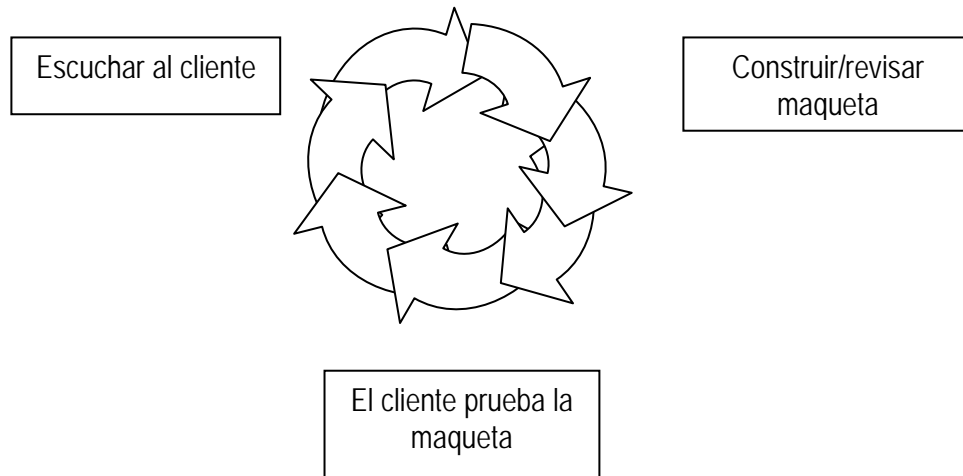 Escuchar al cliente
Construir/revisar
maqueta
El cliente prueba la
maqueta